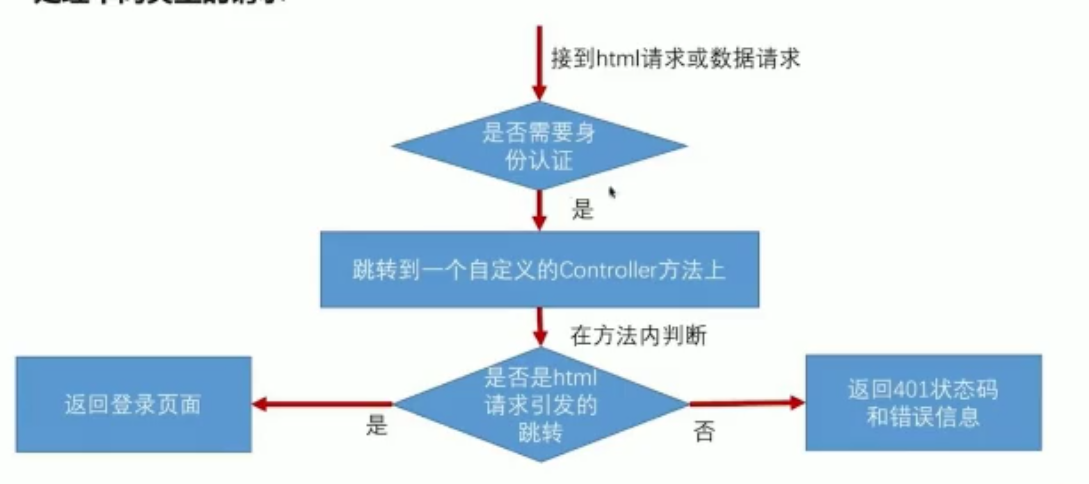 接到html请求或数据请求
是否需要身
份认证
是
跳转到一个自定义的Controller方法上
在方法内判断
是否是html
请求引发的
跳转
返回登录页面
是
否
返回401状态码
和错误信息